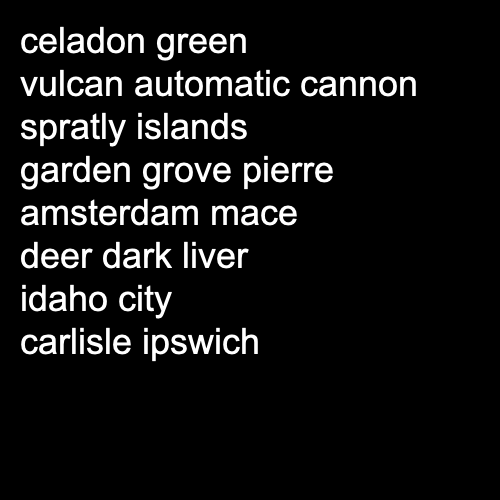 celadon green
vulcan automatic cannon
spratly islands
garden grove pierre
amsterdam mace
deer dark liver
idaho city
carlisle ipswich